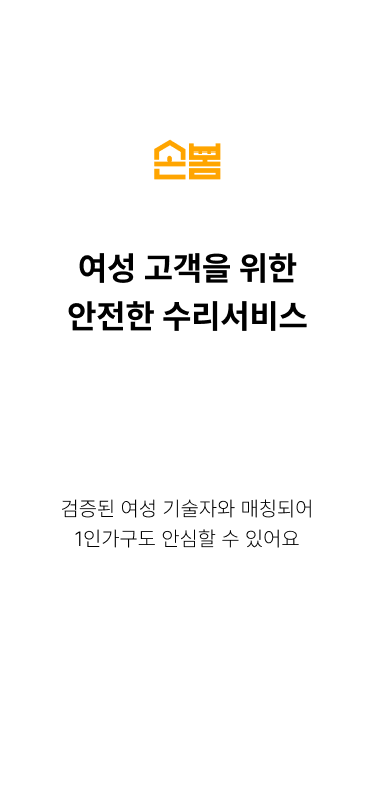 손봄
여성 고객을 위한
안전한 수리서비스
검증된 여성 기술자와 매칭되어
1인가구도 안심할 수 있어요